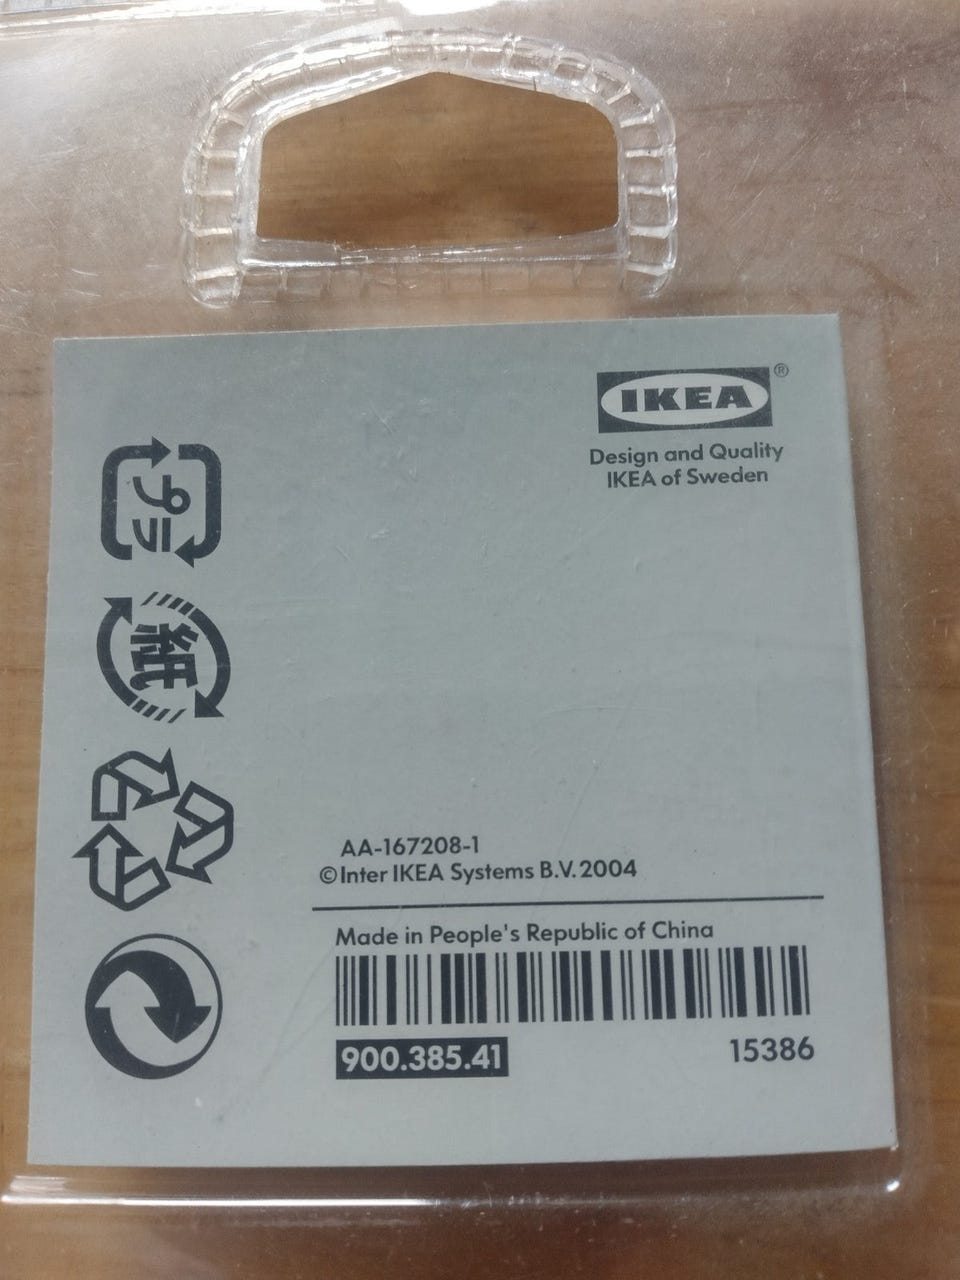 IKEA®
Design and Quality
IKEA of Sweden
プラ
紙
AA-167208-1
©Inter IKEA Systems B.V. 2004
Made in People's Republic of China
900.385.41
15386